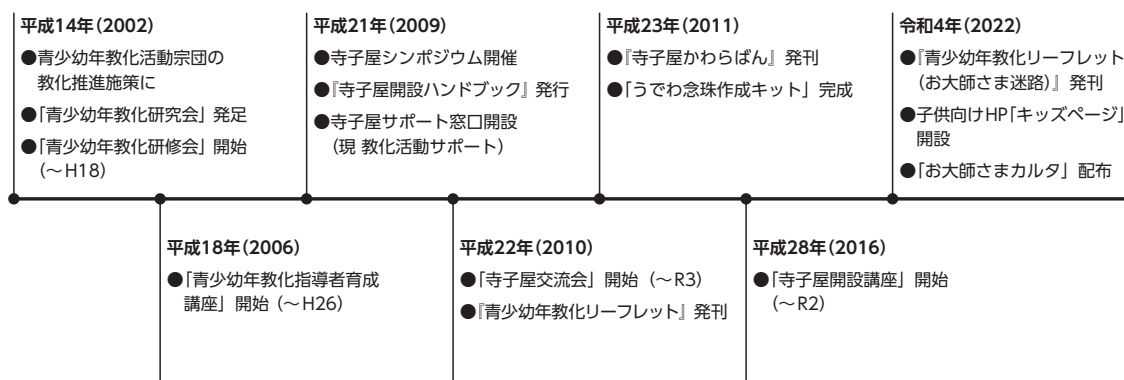 平成14年（2002）
●青少幼年教化活動宗団の
教化推進施策に
●「青少幼年教化研究会」発足
●「青少幼年教化研修会」開始
（～H18）
平成18年（2006）
●「青少幼年教化指導者育成
講座」開始（～H26）
平成21年（2009）
●寺子屋シンポジウム開催
●『寺子屋開設ハンドブック』発行
●寺子屋サポート窓口開設
（現 教化活動サポート）
平成22年（2010）
●「寺子屋交流会」開始（～R3）
●『青少幼年教化リーフレット』発刊
平成23年（2011）
●『寺子屋かわらばん』発刊
●「うでわ念珠作成キット」完成
平成28年（2016）
●「寺子屋開設講座」開始
（～R2）
令和4年（2022）
●『青少幼年教化リーフレット
（お大師さま迷路）』発刊
●子供向けHP「キッズページ」
開設
●「お大師さまカルタ」配布